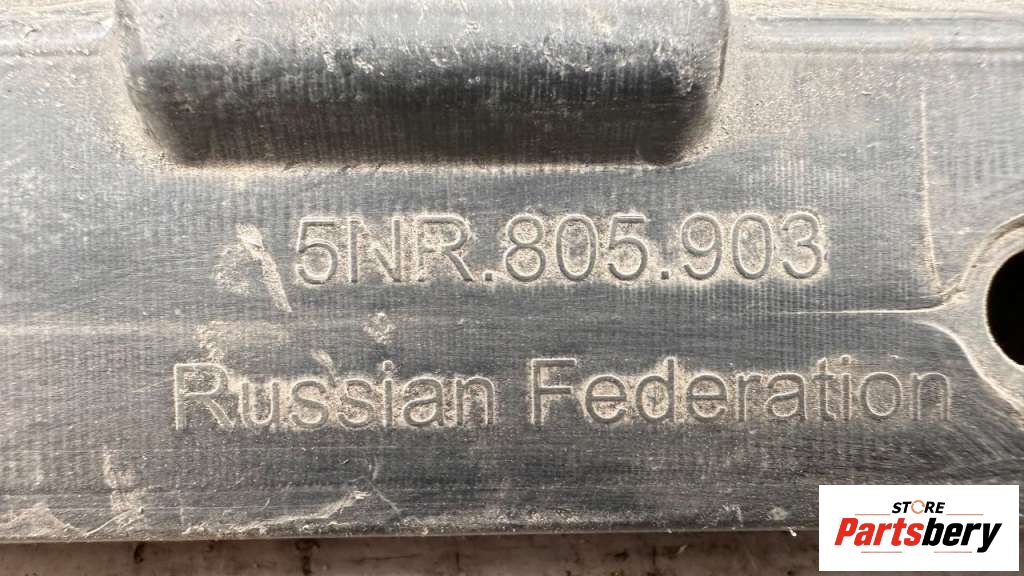 5NR.805.903
Russian Federation
STORE
Partsbery